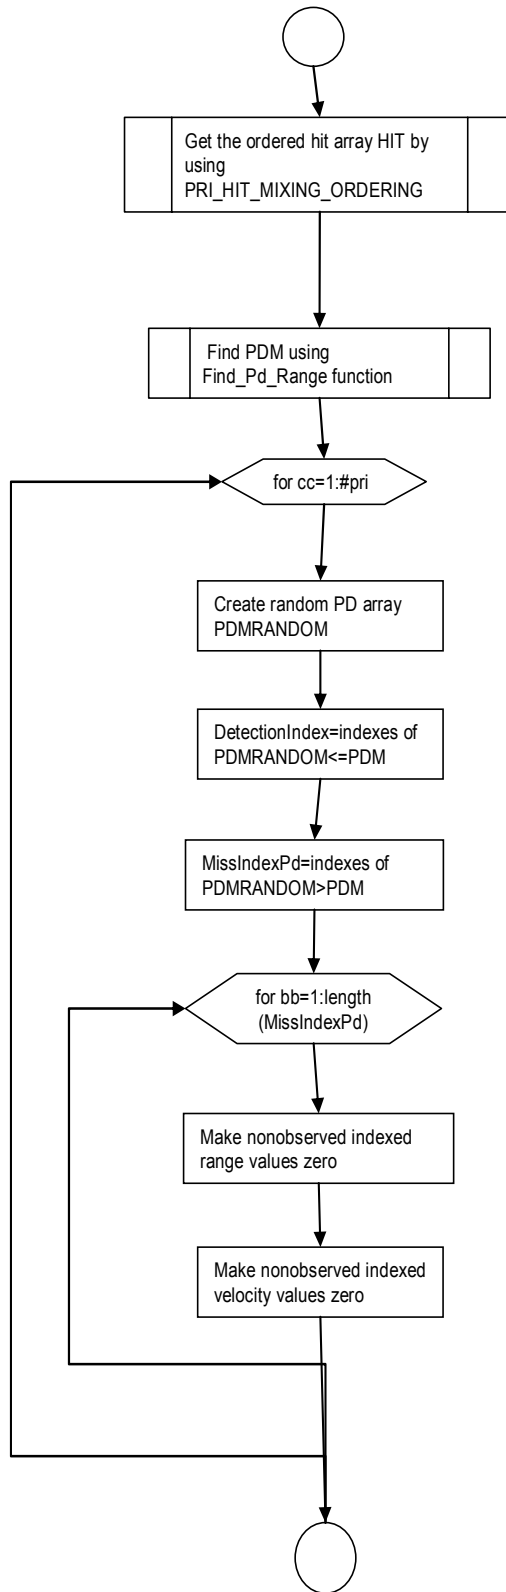 Get the ordered hit array HIT by
using
PRI_HIT_MIXING_ORDERING
Find PDM using
Find_Pd_Range function
for cc=1:#pri
Create random PD array
PDMRANDOM
DetectionIndex=indexes of
PDMRANDOM<=PDM
MissIndexPd=indexes of
PDMRANDOM>PDM
for bb=1:length
(MissIndexPd)
Make nonobserved indexed
range values zero
Make nonobserved indexed
velocity values zero